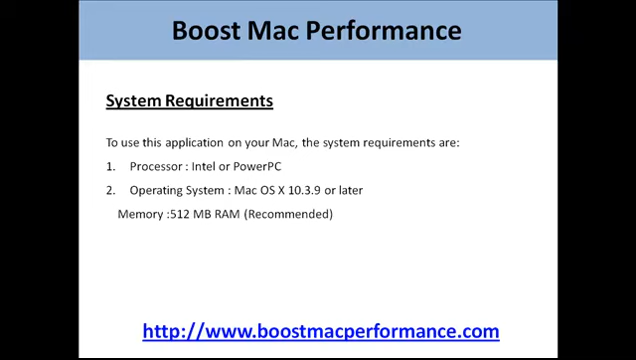 Boost Mac Performance
System Requirements
To use this application on your Mac, the system requirements are:
1. Processor : Intel or PowerPC
2. Operating System : Mac OS X 10.3.9 or later
Memory :512 MB RAM (Recommended)
http://www.boostmacperformance.com